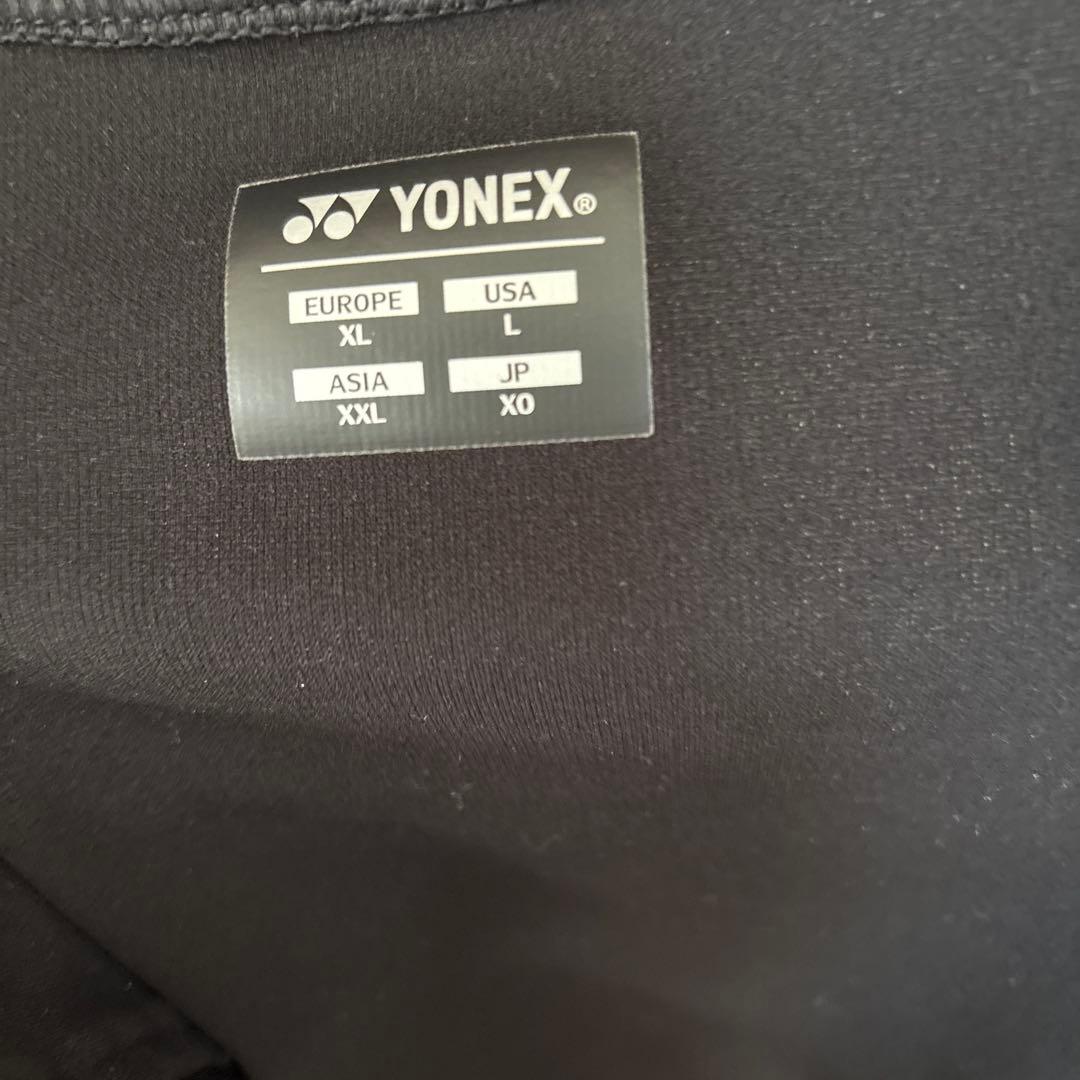 YONEX®
EUROPE USA
XL L
ASIA JP
XXL XO